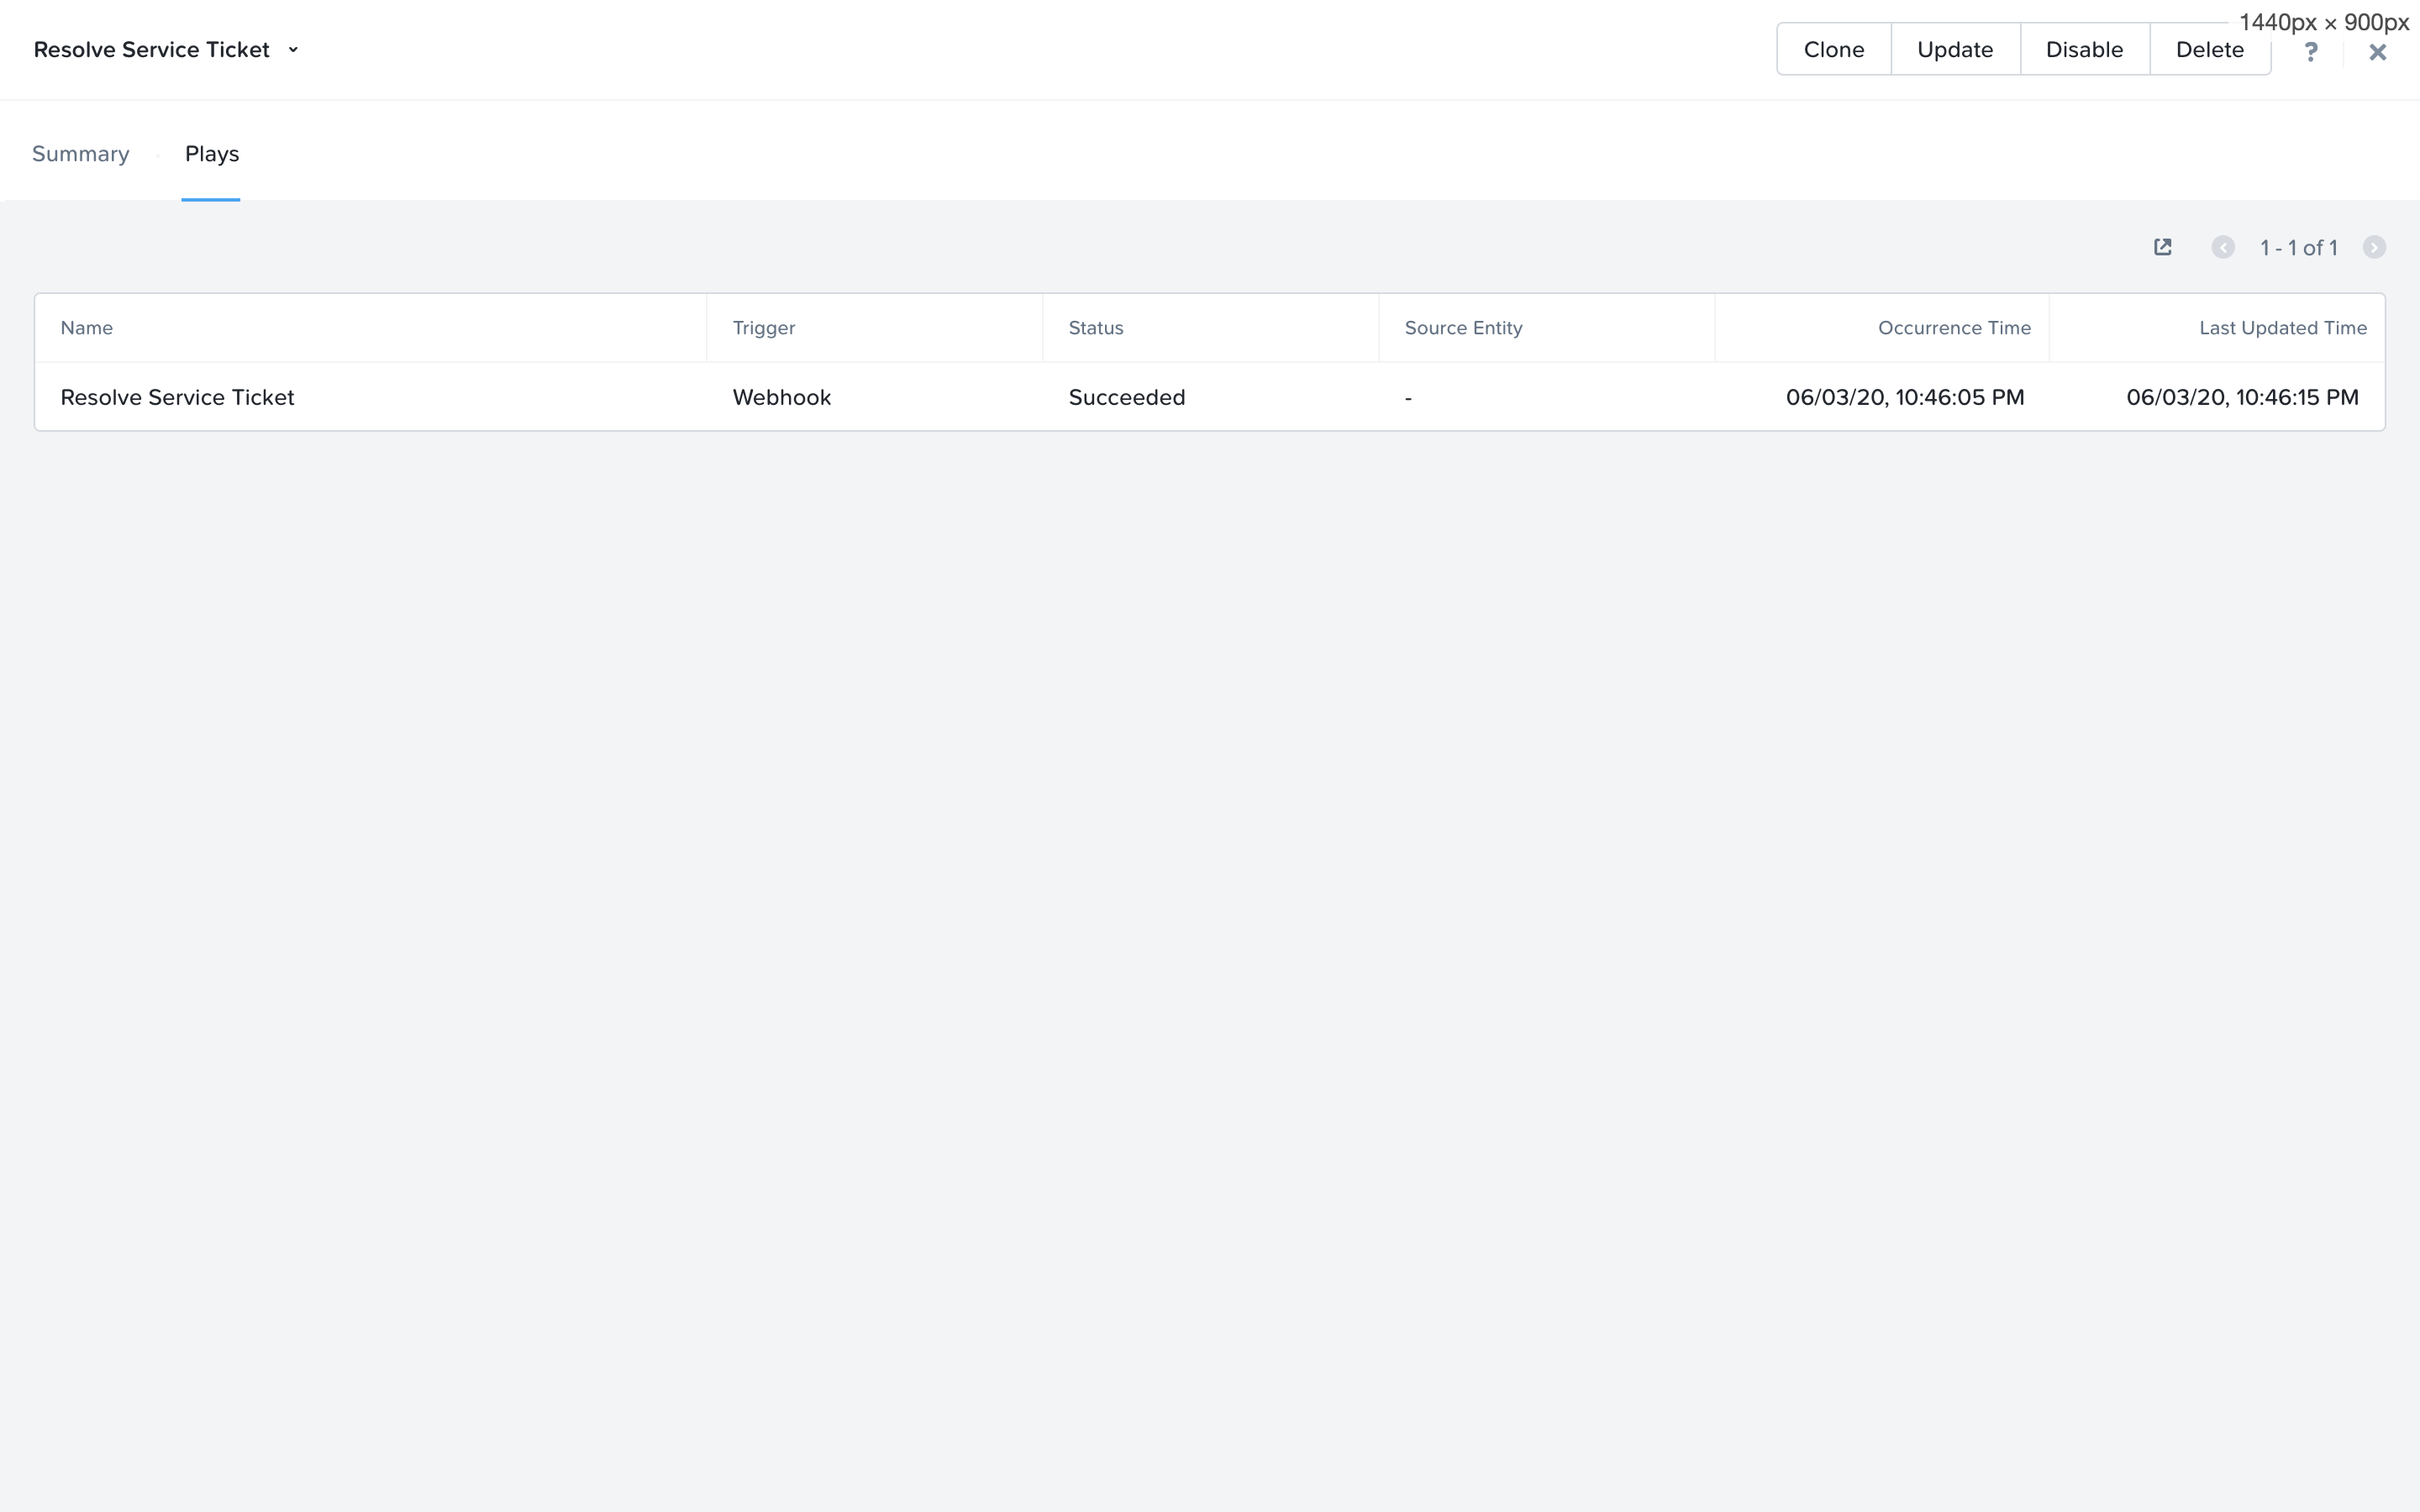 1440px × 900px
Resolve Service Ticket
Clone Update Disable Delete ?
Summary Plays
1 - 1 of 1
Name Trigger Status Source Entity Occurrence Time Last Updated Time
Resolve Service Ticket Webhook Succeeded - 06/03/20, 10:46:05 PM 06/03/20, 10:46:15 PM